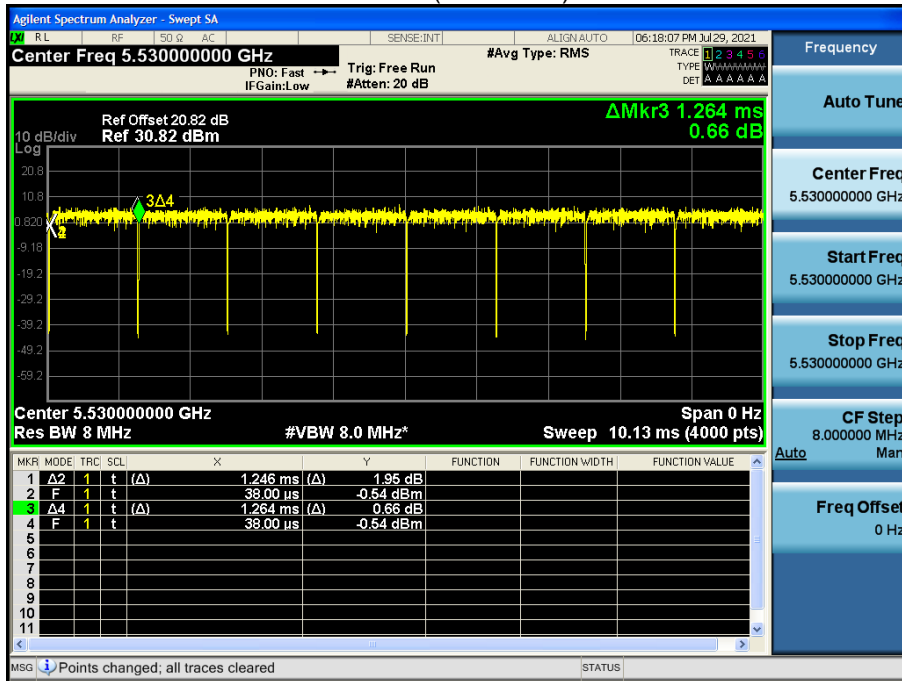 Agilent Spectrum Analyzer - Swept SA
LXI RL RF 50 Ω AC SENSE:INT ALIGN AUTO 06:18:07 PM Jul 29, 2021
Center Freq 5.530000000 GHz #Avg Type: RMS TRACE 1 2 3 4 5 6
PNO: Fast Trig: Free Run TYPE
IFGain:Low #Atten: 20 dB DET A A A A A A
Frequency
ΔMkr3 1.264 ms
0.66 dB
Ref Offset 20.82 dB
10 dB/div Ref 30.82 dBm
Log
20.8
10.8
0.820
-9.18
-19.2
-29.2
-39.2
-49.2
-59.2
3Δ4
Center 5.530000000 GHz Span 0 Hz
Res BW 8 MHz #VBW 8.0 MHz* Sweep 10.13 ms (4000 pts)
MKR MODE TRC SCL X Y FUNCTION FUNCTION WIDTH FUNCTION VALUE
1 Δ2 1 t (Δ) 1.246 ms (Δ) 1.95 dB
2 F 1 t 38.00 µs -0.54 dBm
3 Δ4 1 t (Δ) 1.264 ms (Δ) 0.66 dB
4 F 1 t 38.00 µs -0.54 dBm
5
6
7
8
9
10
11
Auto Tune
Center Freq
5.530000000 GHz
Start Freq
5.530000000 GHz
Stop Freq
5.530000000 GHz
CF Step
8.000000 MHz
Auto Man
Freq Offset
0 Hz
MSG Points changed; all traces cleared STATUS